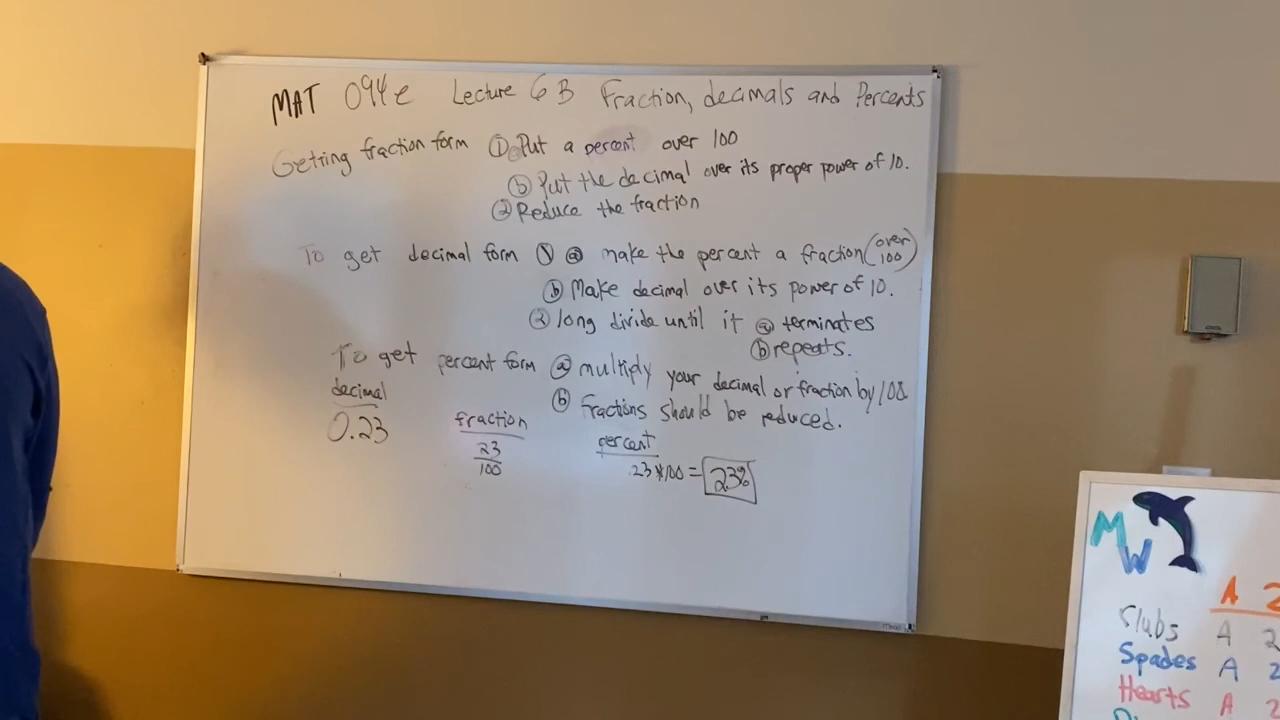 MAT 094e Lecture 6B Fraction, decimals and Percents
Getting fraction form ① Put a percent over 100
ⓑ Put the decimal over its proper power of 10.
② Reduce the fraction
To get decimal form ① ⓐ make the percent a fraction (over 100)
ⓑ Make decimal over its power of 10.
② long divide until it ⓐ terminates
ⓑ repeats.
To get percent form ⓐ multiply your decimal or fraction by 100%
ⓑ Fractions should be reduced.
decimal
0.23
fraction
23
100
percent
.23*100 = 23%
MW
A 2
Clubs A 2
Spades A 2
Hearts A 2